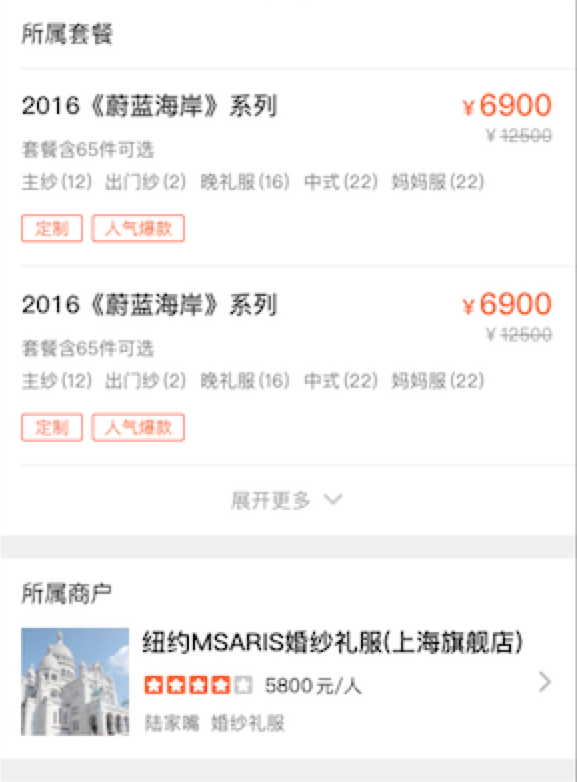 所属套餐
2016《蔚蓝海岸》系列 ¥6900
¥12500
套餐含65件可选
主纱(12) 出门纱(2) 晚礼服(16) 中式(22) 妈妈服(22)
定制 人气爆款
2016《蔚蓝海岸》系列 ¥6900
¥12500
套餐含65件可选
主纱(12) 出门纱(2) 晚礼服(16) 中式(22) 妈妈服(22)
定制 人气爆款
展开更多
所属商户
纽约MSARIS婚纱礼服(上海旗舰店)
5800元/人
陆家嘴 婚纱礼服